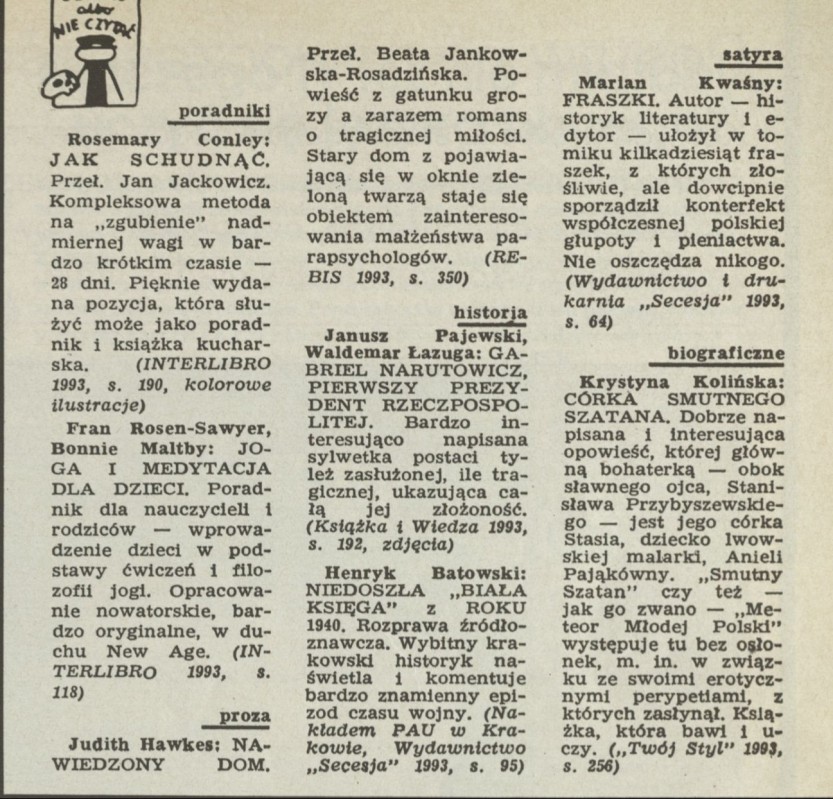 albo
NIE CZYTAĆ
poradniki
Rosemary Conley:
JAK SCHUDNĄĆ.
Przeł. Jan Jackowicz.
Kompleksowa metoda
na „zgubienie" nad-
miernej wagi w bar-
dzo krótkim czasie —
28 dni. Pięknie wyda-
na pozycja, która słu-
żyć może jako porad-
nik i książka kuchar-
ska. (INTERLIBRO
1993, s. 190, kolorowe
ilustracje)
Fran Rosen-Sawyer,
Bonnie Maltby: JO-
GA I MEDYTACJA
DLA DZIECI. Porad-
nik dla nauczycieli i
rodziców — wprowa-
dzenie dzieci w pod-
stawy ćwiczeń i filo-
zofii jogi. Opracowa-
nie nowatorskie, bar-
dzo oryginalne, w du-
chu New Age. (IN-
TERLIBRO 1993, s.
118)
proza
Judith Hawkes: NA-
WIEDZONY DOM.
Przeł. Beata Jankow-
ska-Rosadzińska. Po-
wieść z gatunku gro-
zy a zarazem romans
o tragicznej miłości.
Stary dom z pojawia-
jącą się w oknie zie-
loną twarzą staje się
obiektem zaintereso-
wania małżeństwa pa-
rapsychologów. (RE-
BIS 1993, s. 350)
historja
Janusz Pajewski,
Waldemar Łazuga: GA-
BRIEL NARUTOWICZ,
PIERWSZY PREZY-
DENT RZECZPOSPO-
LITEJ. Bardzo in-
teresująco napisana
sylwetka postaci ty-
leż zasłużonej, ile tra-
gicznej, ukazująca ca-
łą jej złożoność.
(Książka i Wiedza 1993,
s. 192, zdjęcia)
Henryk Batowski:
NIEDOSZŁA „BIAŁA
KSIĘGA" z ROKU
1940. Rozprawa źródło-
znawcza. Wybitny kra-
kowski historyk na-
świetla i komentuje
bardzo znamienny epi-
zod czasu wojny. (Na-
kładem PAU w Kra-
kowie, Wydawnictwo
„Secesja" 1993, s. 95)
satyra
Marian Kwaśny:
FRASZKI. Autor — hi-
storyk literatury i e-
dytor — ułożył w to-
miku kilkadziesiąt fra-
szek, z których zło-
śliwie, ale dowcipnie
sporządził konterfekt
współczesnej polskiej
głupoty i pieniactwa.
Nie oszczędza nikogo.
(Wydawnictwo i dru-
karnia „Secesja" 1993,
s. 64)
biograficzne
Krystyna Kolińska:
CÓRKA SMUTNEGO
SZATANA. Dobrze na-
pisana i interesująca
opowieść, której głów-
ną bohaterką — obok
sławnego ojca, Stani-
sława Przybyszewskie-
go — jest jego córka
Stasia, dziecko lwow-
skiej malarki, Anieli
Pająkówny. „Smutny
Szatan" czy też —
jak go zwano — „Me-
teor Młodej Polski"
występuje tu bez osło-
nek, m. in. w związ-
ku ze swoimi erotycz-
nymi perypetiami, z
których zasłynął. Ksią-
żka, która bawi i u-
czy. („Twój Styl" 1993,
s. 256)